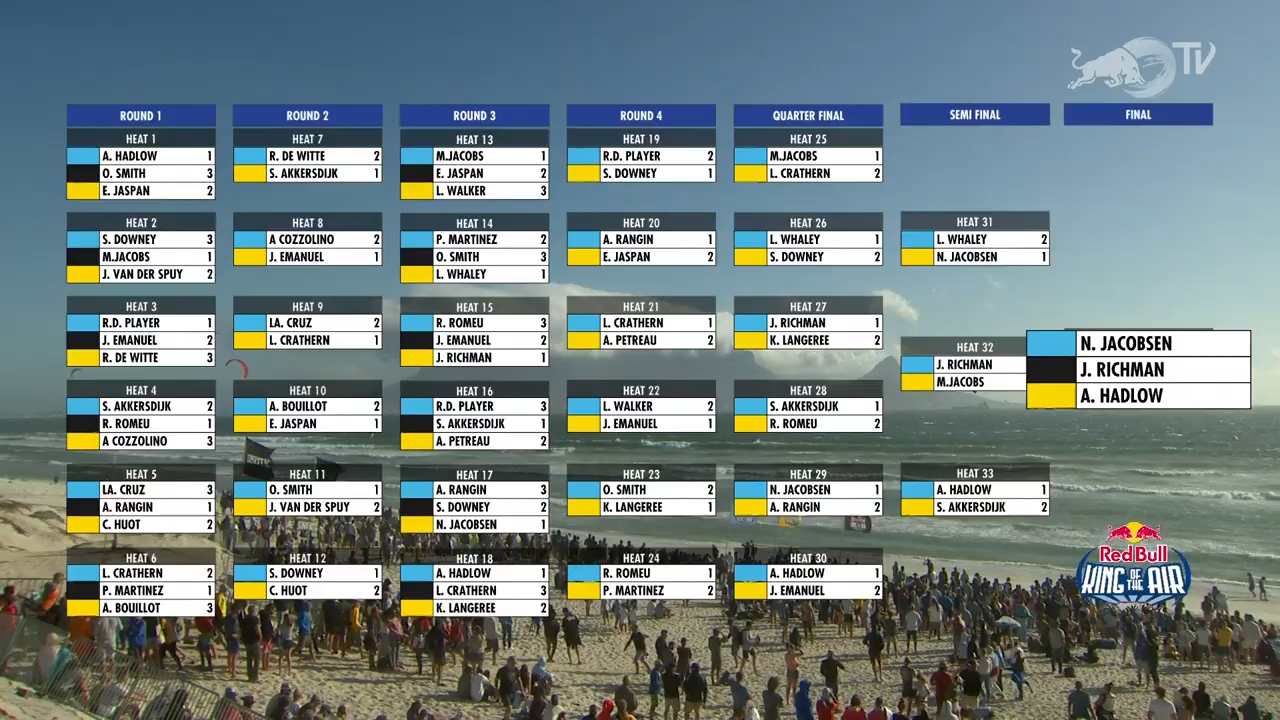 TV
ROUND 1
HEAT 1
A. HADLOW 1
O. SMITH 3
E. JASPAN 2
HEAT 2
S. DOWNEY 3
M.JACOBS 1
J. VAN DER SPUY 2
HEAT 3
R.D. PLAYER 1
J. EMANUEL 2
R. DE WITTE 3
HEAT 4
S. AKKERSDIJK 2
R. ROMEU 1
A COZZOLINO 3
HEAT 5
LA. CRUZ 3
A. RANGIN 1
C. HUOT 2
HEAT 6
L. CRATHERN 2
P. MARTINEZ 1
A. BOUILLOT 3
ROUND 2
HEAT 7
R. DE WITTE 2
S. AKKERSDIJK 1
HEAT 8
A COZZOLINO 2
J. EMANUEL 1
HEAT 9
LA. CRUZ 2
L. CRATHERN 1
HEAT 10
A. BOUILLOT 2
E. JASPAN 1
HEAT 11
O. SMITH 1
J. VAN DER SPUY 2
HEAT 12
S. DOWNEY 1
C. HUOT 2
ROUND 3
HEAT 13
M.JACOBS 1
E. JASPAN 2
L. WALKER 3
HEAT 14
P. MARTINEZ 2
O. SMITH 3
L. WHALEY 1
HEAT 15
R. ROMEU 3
J. EMANUEL 2
J. RICHMAN 1
HEAT 16
R.D. PLAYER 3
S. AKKERSDIJK 1
A. PETREAU 2
HEAT 17
A. RANGIN 3
S. DOWNEY 2
N. JACOBSEN 1
HEAT 18
A. HADLOW 1
L. CRATHERN 3
K. LANGEREE 2
ROUND 4
HEAT 19
R.D. PLAYER 2
S. DOWNEY 1
HEAT 20
A. RANGIN 1
E. JASPAN 2
HEAT 21
L. CRATHERN 1
A. PETREAU 2
HEAT 22
L. WALKER 2
J. EMANUEL 1
HEAT 23
O. SMITH 2
K. LANGEREE 1
HEAT 24
R. ROMEU 1
P. MARTINEZ 2
QUARTER FINAL
HEAT 25
M.JACOBS 1
L. CRATHERN 2
HEAT 26
L. WHALEY 1
S. DOWNEY 2
HEAT 27
J. RICHMAN 1
K. LANGEREE 2
HEAT 28
S. AKKERSDIJK 1
R. ROMEU 2
HEAT 29
N. JACOBSEN 1
A. RANGIN 2
HEAT 30
A. HADLOW 1
J. EMANUEL 2
SEMI FINAL
HEAT 31
L. WHALEY 2
N. JACOBSEN 1
HEAT 32
J. RICHMAN
M.JACOBS
HEAT 33
A. HADLOW 1
S. AKKERSDIJK 2
FINAL
N. JACOBSEN
J. RICHMAN
A. HADLOW
Red Bull
KING OF THE AIR